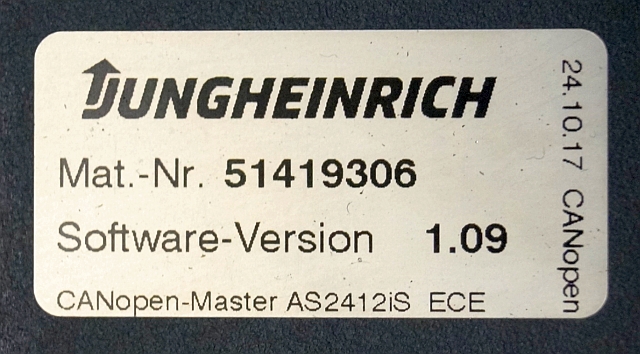 JUNGHEINRICH
Mat.-Nr. 51419306
Software-Version 1.09
CANopen-Master AS2412iS ECE
24.10.17 CANopen